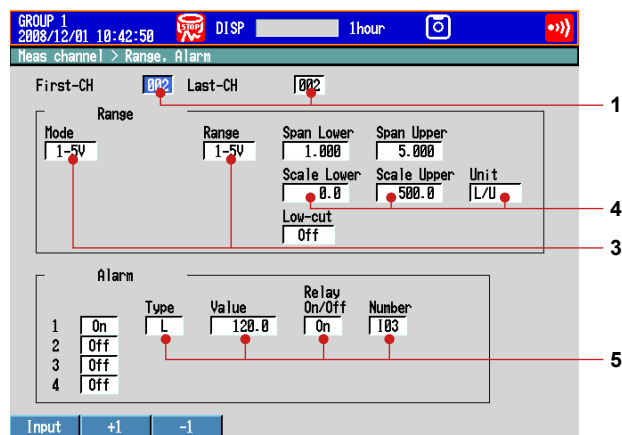 GROUP 1
2008/12/01 10:42:50 STOP DISP 1hour
Meas channel > Range, Alarm
First-CH 002 Last-CH 002
1
Range
Mode Range Span Lower Span Upper
1-5V 1-5V 1.000 5.000
Scale Lower Scale Upper Unit
0.0 500.0 L/U
4
Low-cut
Off
3
Alarm
Type Value Relay On/Off Number
1 On L 120.0 On I03
2 Off
3 Off
5
4 Off
Input +1 -1